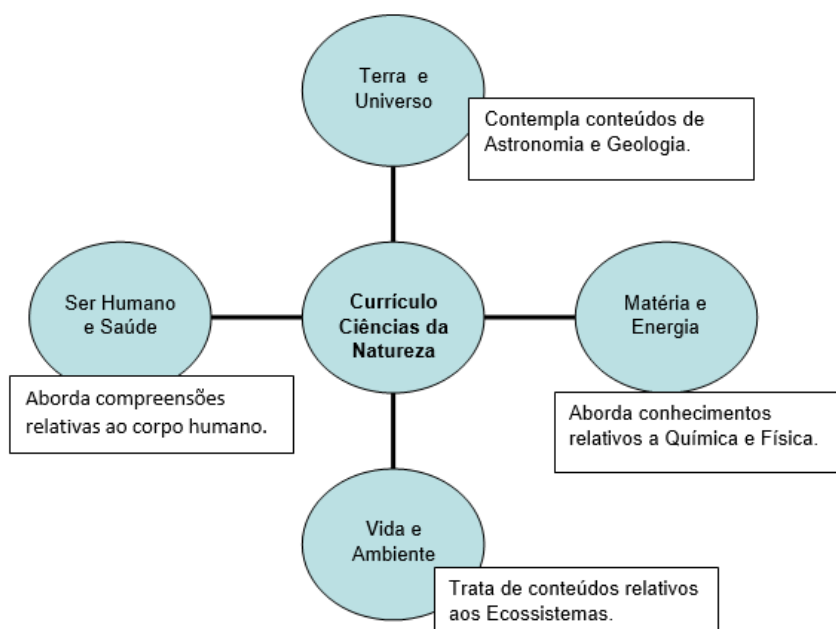 Terra e
Universo
Contempla conteúdos de
Astronomia e Geologia.
Ser Humano
e Saúde
Aborda compreensões
relativas ao corpo humano.
Currículo
Ciências da
Natureza
Matéria e
Energia
Aborda conhecimentos
relativos a Química e Física.
Vida e
Ambiente
Trata de conteúdos relativos
aos Ecossistemas.